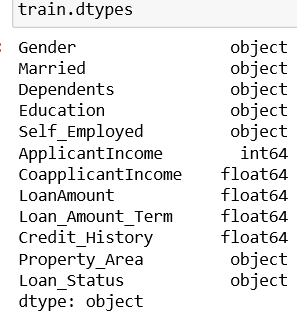 train.dtypes
Gender object
Married object
Dependents object
Education object
Self_Employed object
ApplicantIncome int64
CoapplicantIncome float64
LoanAmount float64
Loan_Amount_Term float64
Credit_History float64
Property_Area object
Loan_Status object
dtype: object